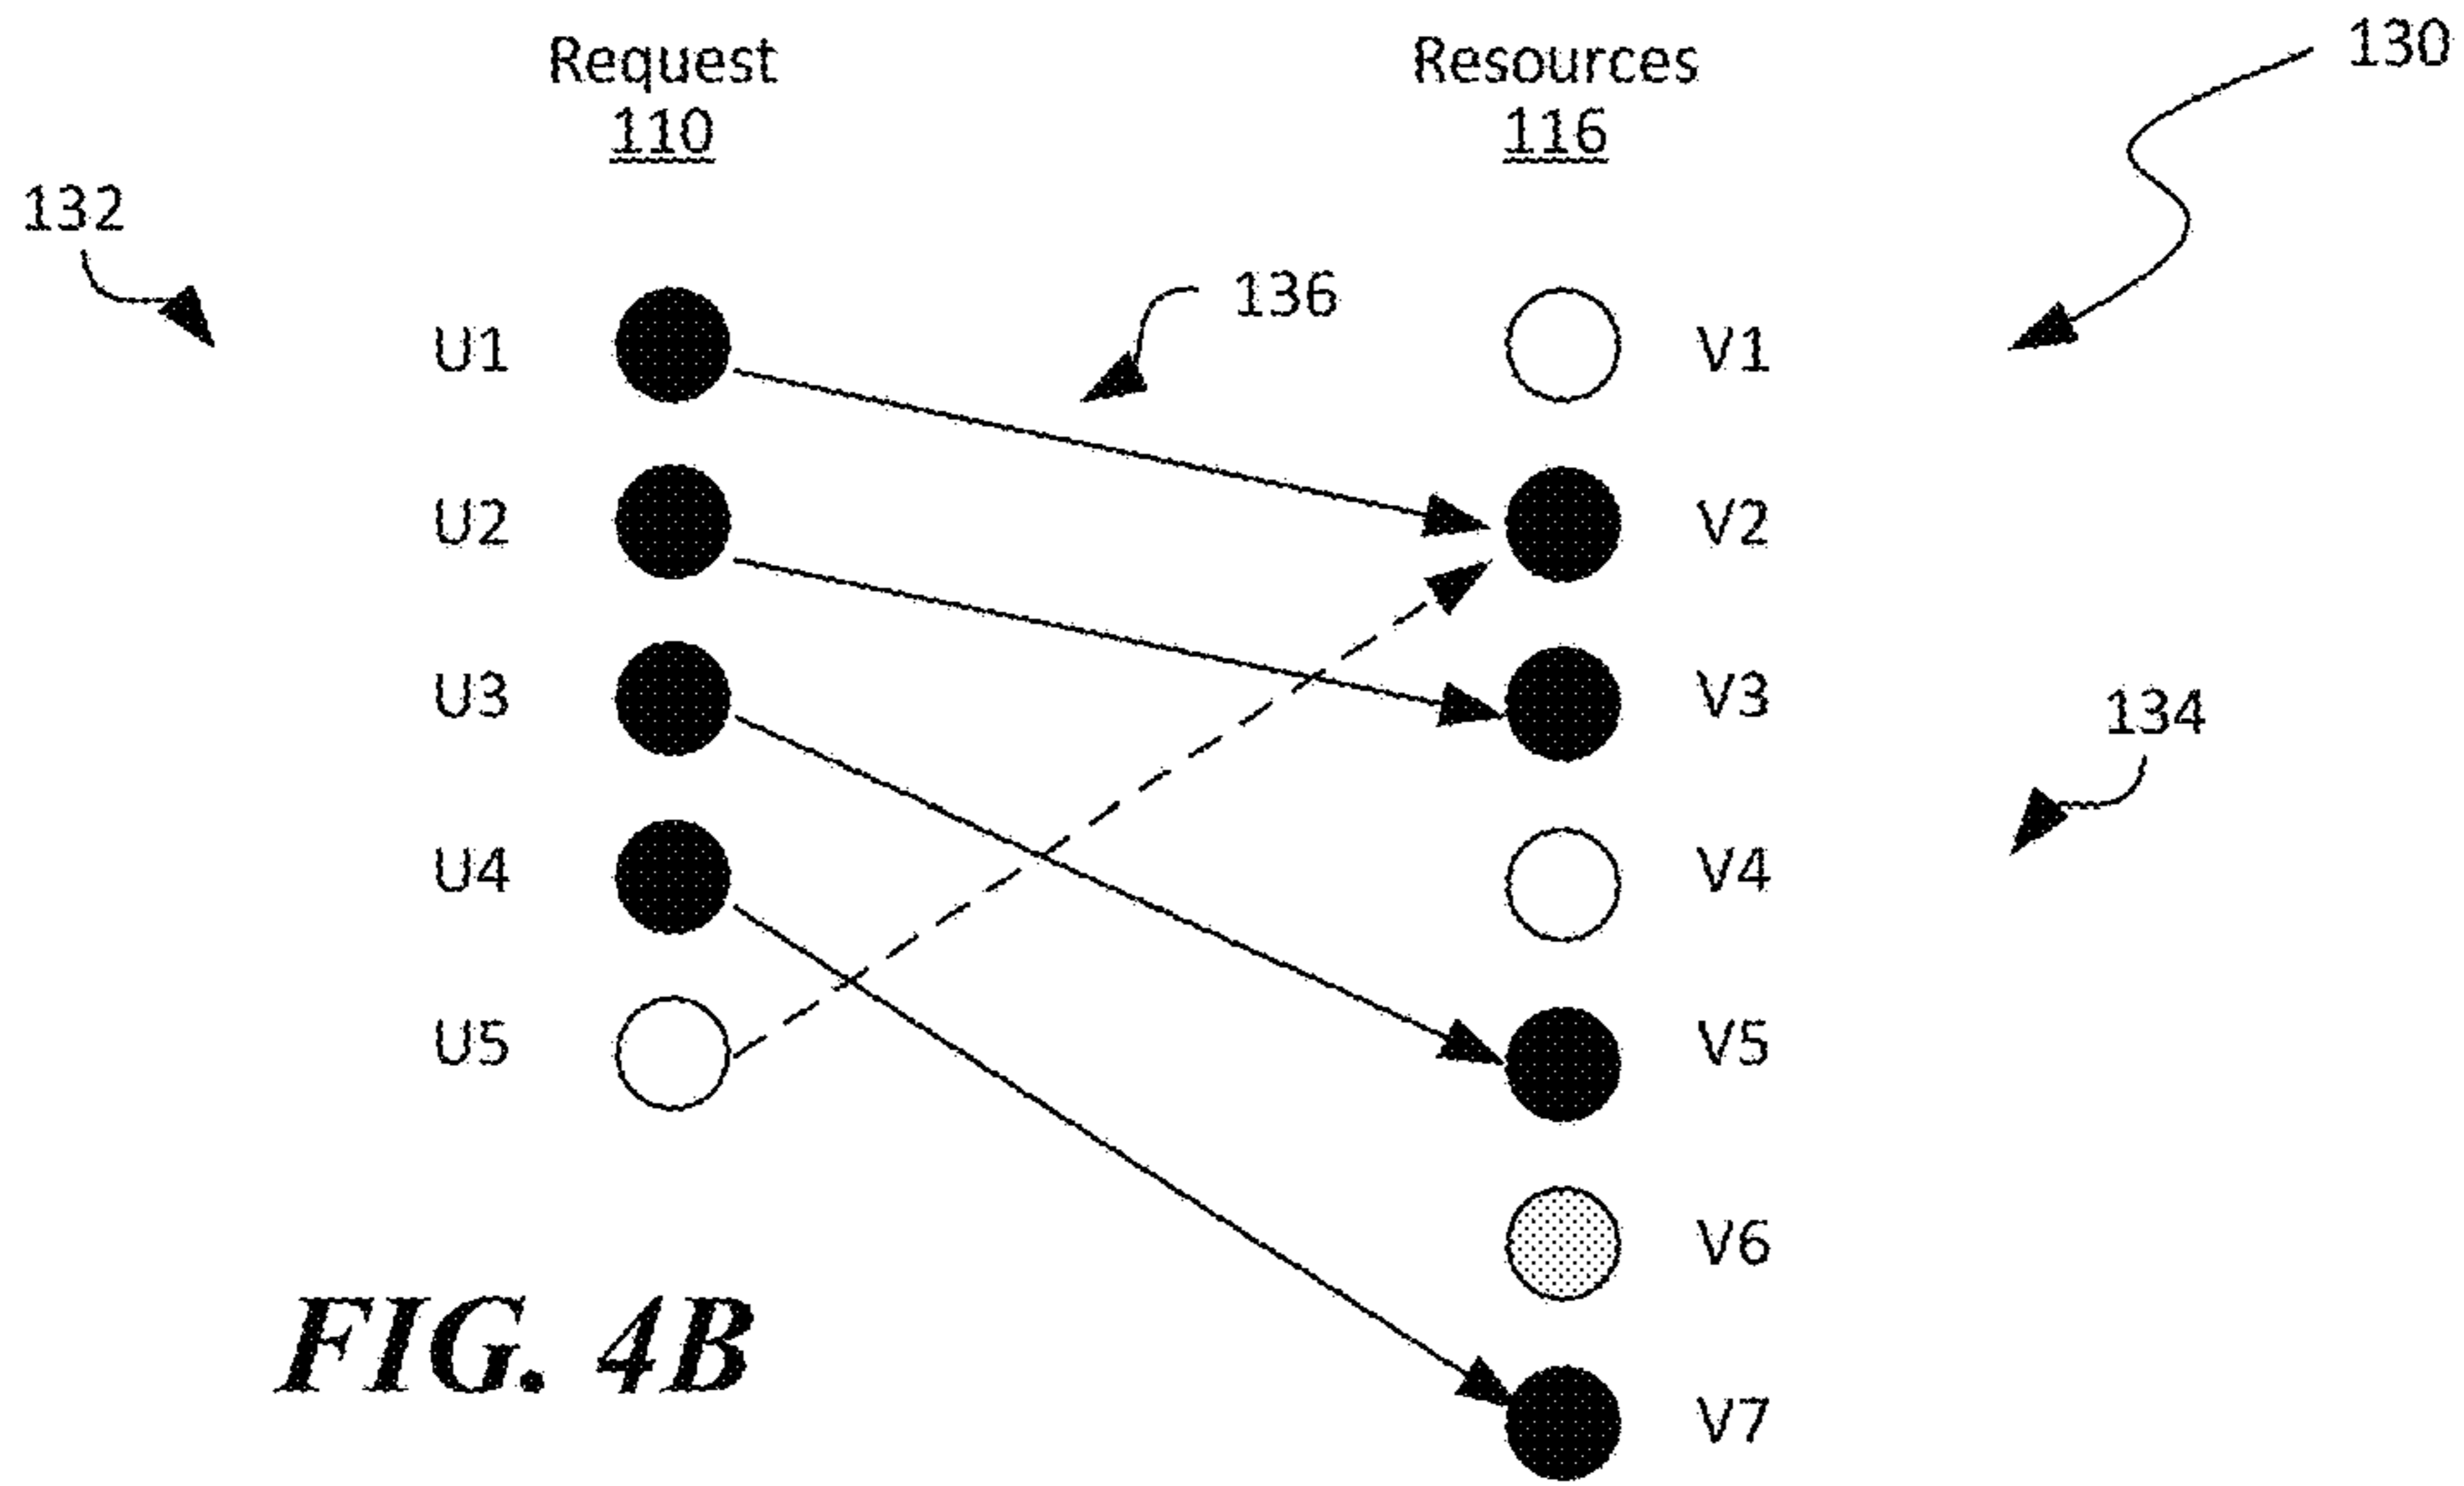 Request
110
Resources
116
130
132
136
U1
V1
U2
V2
U3
V3
134
U4
V4
U5
V5
V6
V7
FIG. 4B